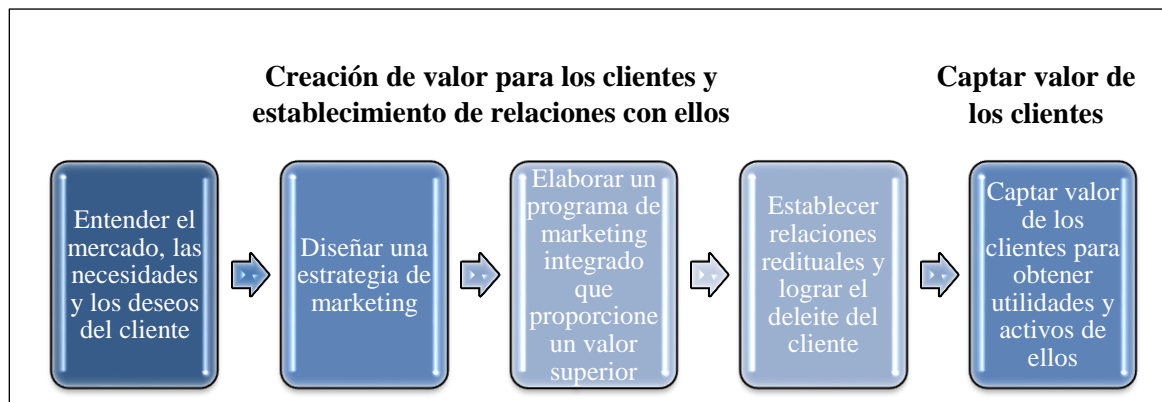 Creación de valor para los clientes y
establecimiento de relaciones con ellos
Captar valor de
los clientes
Entender el
mercado, las
necesidades
y los deseos
del cliente
Diseñar una
estrategia de
marketing
Elaborar un
programa de
marketing
integrado
que
proporcione
un valor
superior
Establecer
relaciones
redituales y
lograr el
deleite del
cliente
Captar valor
de los
clientes para
obtener
utilidades y
activos de
ellos